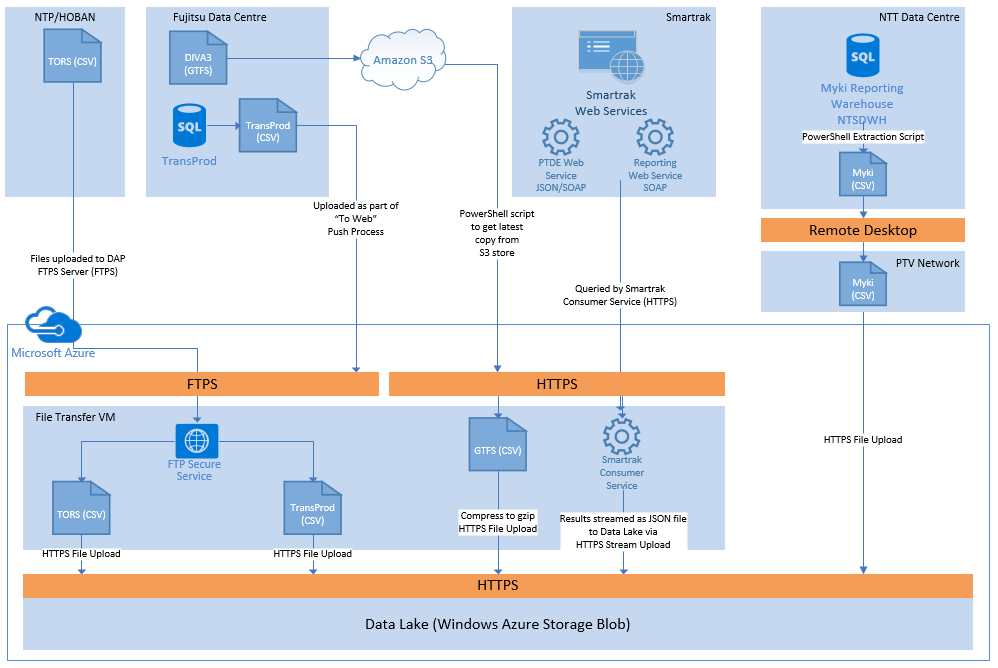 NTP/HOBAN
TORS (CSV)
Files uploaded to DAP
FTPS Server (FTPS)
Fujitsu Data Centre
DIVA3
(GTFS)
SQL
TransProd
TransProd
(CSV)
Uploaded as part of
“To Web”
Push Process
Amazon S3
PowerShell script
to get latest
copy from
S3 store
Smartrak
Smartrak
Web Services
PTDE Web
Service
JSON/SOAP
Reporting
Web Service
SOAP
Queried by Smartrak
Consumer Service (HTTPS)
NTT Data Centre
SQL
Myki Reporting
Warehouse
NTSDWH
PowerShell Extraction Script
Myki
(CSV)
Remote Desktop
PTV Network
Myki
(CSV)
HTTPS File Upload
Microsoft Azure
FTPS
HTTPS
File Transfer VM
FTP Secure
Service
TORS (CSV)
HTTPS File Upload
TransProd
(CSV)
HTTPS File Upload
GTFS (CSV)
Compress to gzip
HTTPS File Upload
Smartrak
Consumer
Service
Results streamed as JSON file
to Data Lake via
HTTPS Stream Upload
HTTPS
Data Lake (Windows Azure Storage Blob)